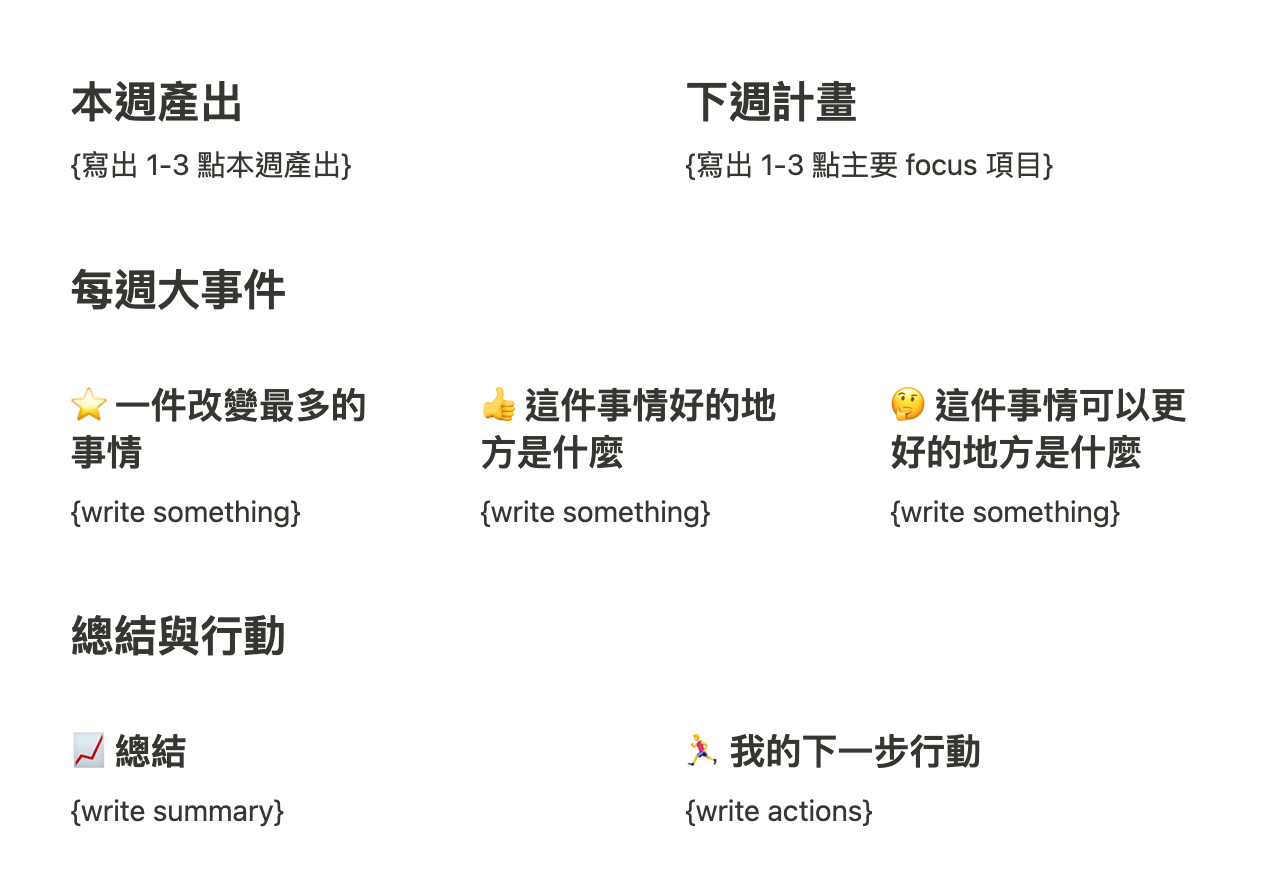 本週產出
{寫出 1-3 點本週產出}
下週計畫
{寫出 1-3 點主要 focus 項目}
每週大事件
⭐ 一件改變最多的
事情
{write something}
👍 這件事情好的地
方是什麼
{write something}
🤔 這件事情可以更
好的地方是什麼
{write something}
總結與行動
📈 總結
{write summary}
🏃 我的下一步行動
{write actions}